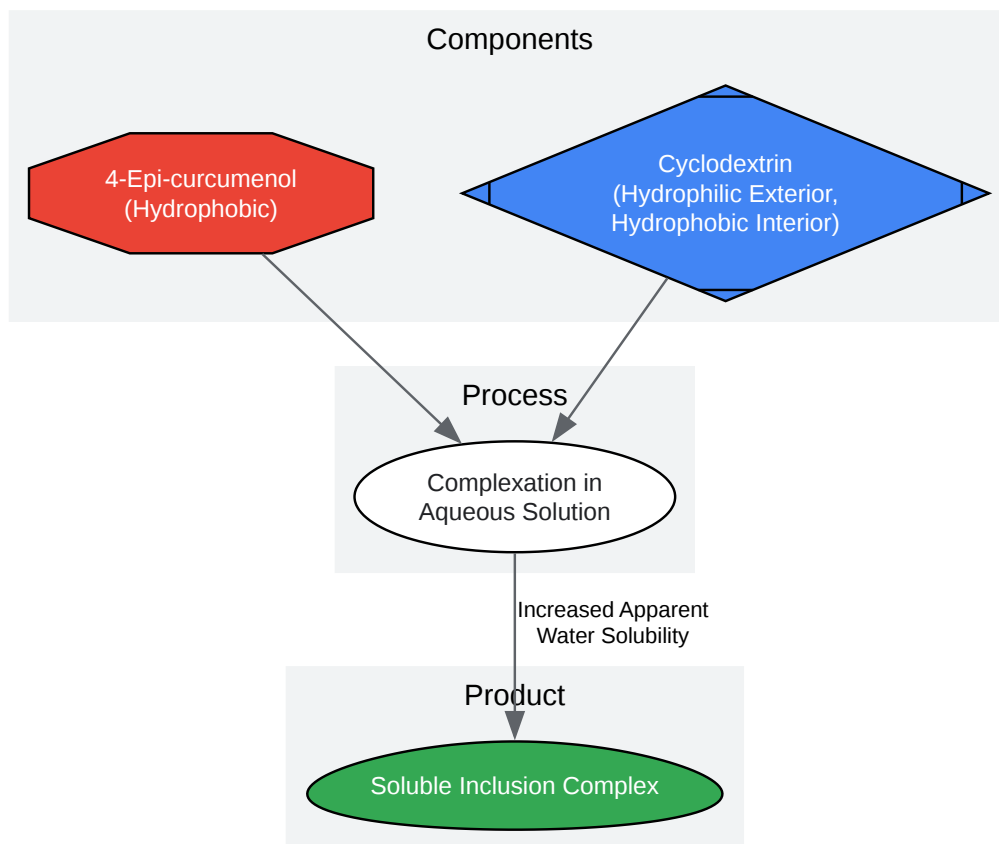 Components
4-Epi-curcumenol
(Hydrophobic)
Cyclodextrin
(Hydrophilic Exterior,
Hydrophobic Interior)
Process
Complexation in
Aqueous Solution
Increased Apparent
Water Solubility
Product
Soluble Inclusion Complex